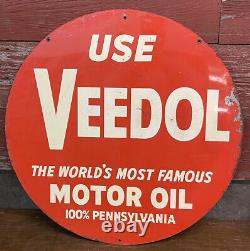 USE
VEEDOL
THE WORLD'S MOST FAMOUS
MOTOR OIL
100% PENNSYLVANIA